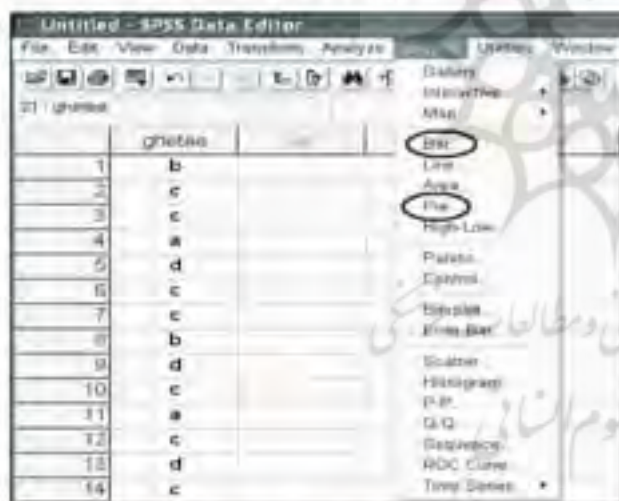 Untitled - SPSS Data Editor
File Edit View Data Transform Analyze Utilities Window
ghetee
1 b
2 c
3 c
4 a
5 d
6 c
7 c
8 b
9 d
10 c
11 a
12 c
13 d
14 c
Gallery
Interactive
Map
Bar
Line
Area
Pie
High-Low
Pareto
Control
Boxplot
Error Bar
Scatter
Histogram
P-P
Q-Q
Sequence
ROC Curve
Time Series
و مطالعات